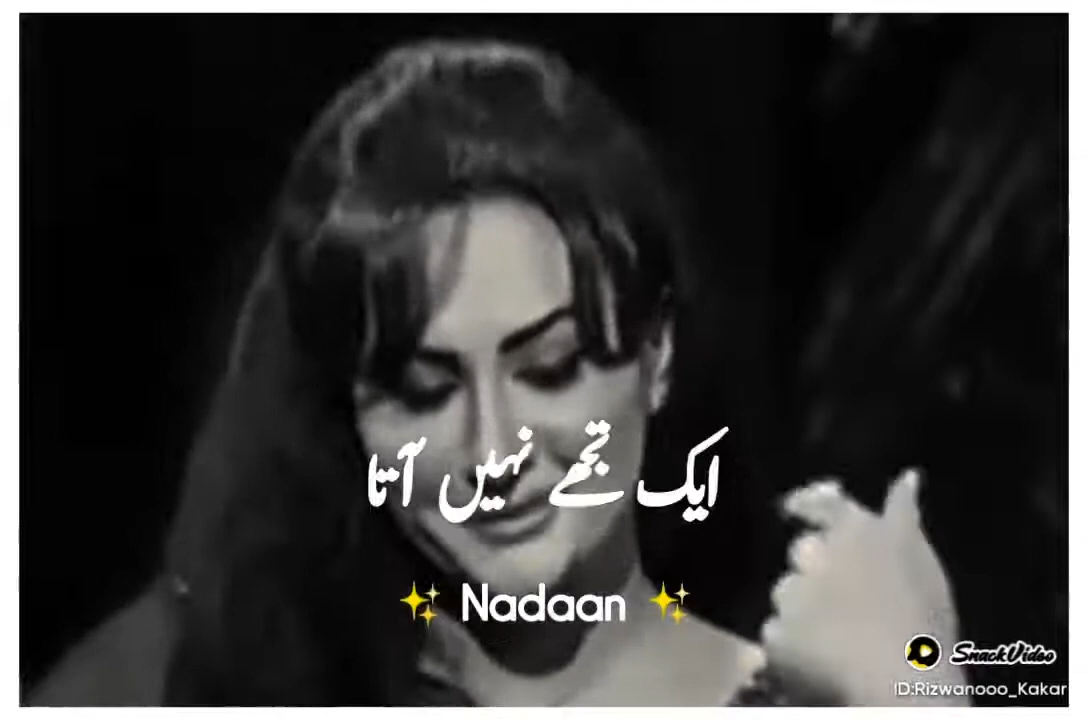 ایک تجھے نہیں آتا
✨ Nadaan ✨
SnackVideo
ID:Rizwanooo_Kakar